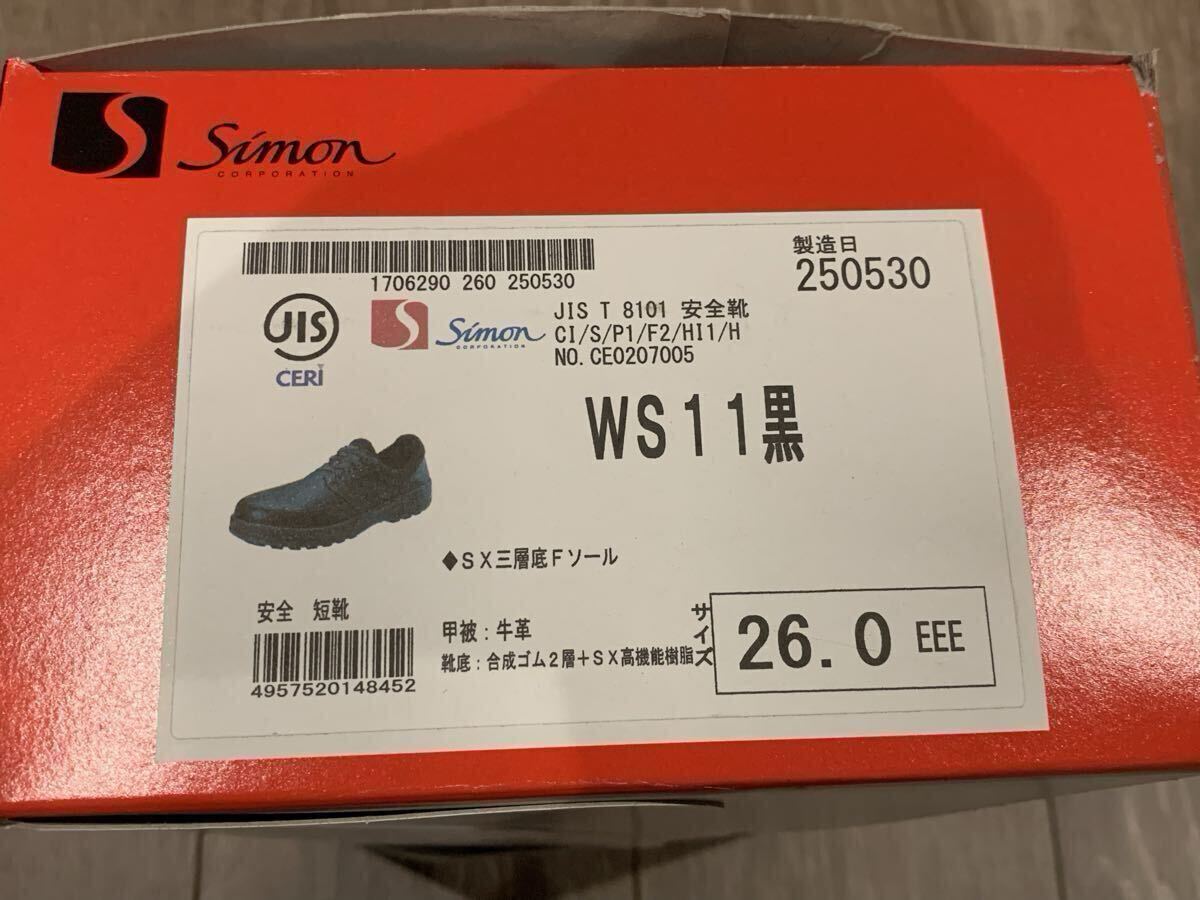 Simon
CORPORATION
1706290 260 250530
製造日
250530
JIS
CERI
Simon
CORPORATION
JIS T 8101 安全靴
CI/S/P1/F2/HI1/H
NO. CE0207005
WS11黒
◆SX三層底Fソール
安全 短靴
4957520148452
甲被:牛革
靴底:合成ゴム2層+SX高機能樹脂
サイズ
26.0 EEE